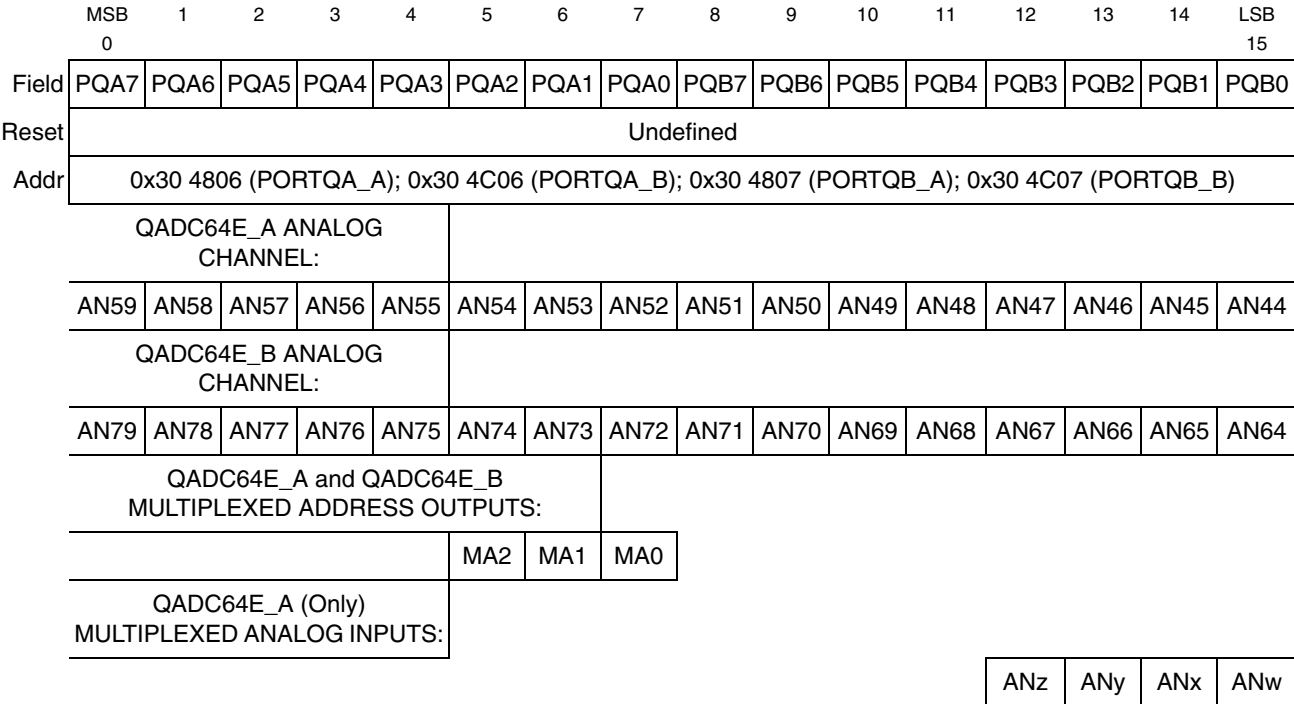 MSB 1 2 3 4 5 6 7 8 9 10 11 12 13 14 LSB
0 15
Field PQA7 PQA6 PQA5 PQA4 PQA3 PQA2 PQA1 PQA0 PQB7 PQB6 PQB5 PQB4 PQB3 PQB2 PQB1 PQB0
Reset Undefined
Addr 0x30 4806 (PORTQA_A); 0x30 4C06 (PORTQA_B); 0x30 4807 (PORTQB_A); 0x30 4C07 (PORTQB_B)
QADC64E_A ANALOG
CHANNEL:
AN59 AN58 AN57 AN56 AN55 AN54 AN53 AN52 AN51 AN50 AN49 AN48 AN47 AN46 AN45 AN44
QADC64E_B ANALOG
CHANNEL:
AN79 AN78 AN77 AN76 AN75 AN74 AN73 AN72 AN71 AN70 AN69 AN68 AN67 AN66 AN65 AN64
QADC64E_A and QADC64E_B
MULTIPLEXED ADDRESS OUTPUTS:
MA2 MA1 MA0
QADC64E_A (Only)
MULTIPLEXED ANALOG INPUTS:
ANz ANy ANx ANw